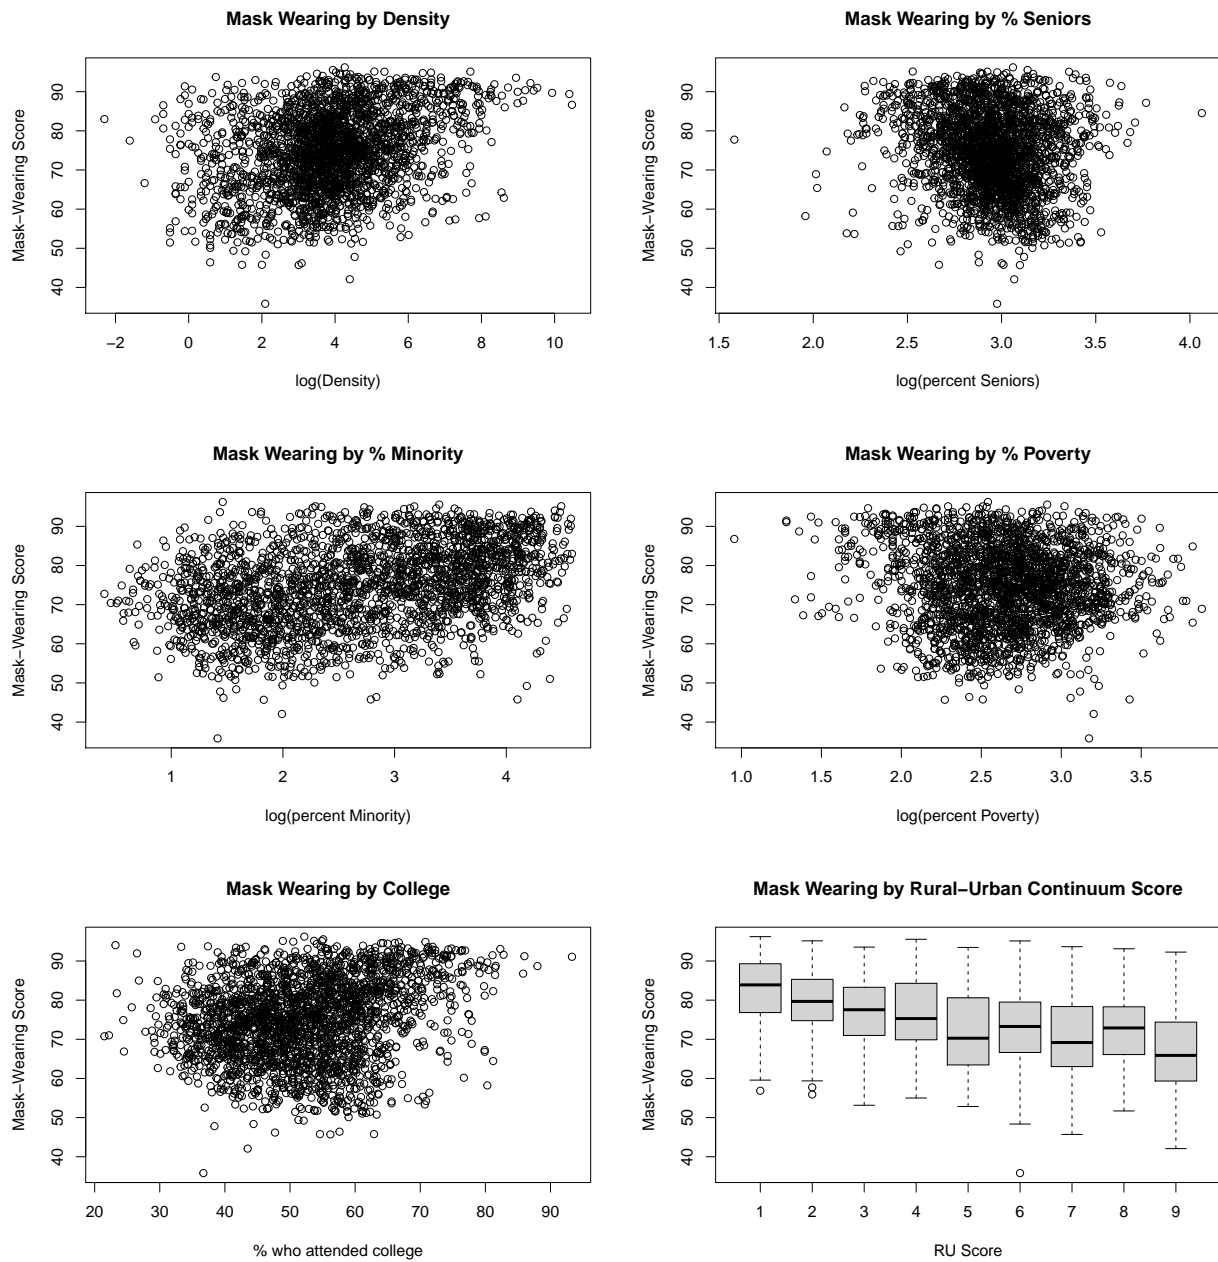 Mask Wearing by Density
Mask−Wearing Score
90
80
70
60
50
40
−2 0 2 4 6 8 10
log(Density)
Mask Wearing by % Seniors
Mask−Wearing Score
90
80
70
60
50
40
1.5 2.0 2.5 3.0 3.5 4.0
log(percent Seniors)
Mask Wearing by % Minority
Mask−Wearing Score
90
80
70
60
50
40
1 2 3 4
log(percent Minority)
Mask Wearing by % Poverty
Mask−Wearing Score
90
80
70
60
50
40
1.0 1.5 2.0 2.5 3.0 3.5
log(percent Poverty)
Mask Wearing by College
Mask−Wearing Score
90
80
70
60
50
40
20 30 40 50 60 70 80 90
% who attended college
Mask Wearing by Rural−Urban Continuum Score
Mask−Wearing Score
90
80
70
60
50
40
1 2 3 4 5 6 7 8 9
RU Score